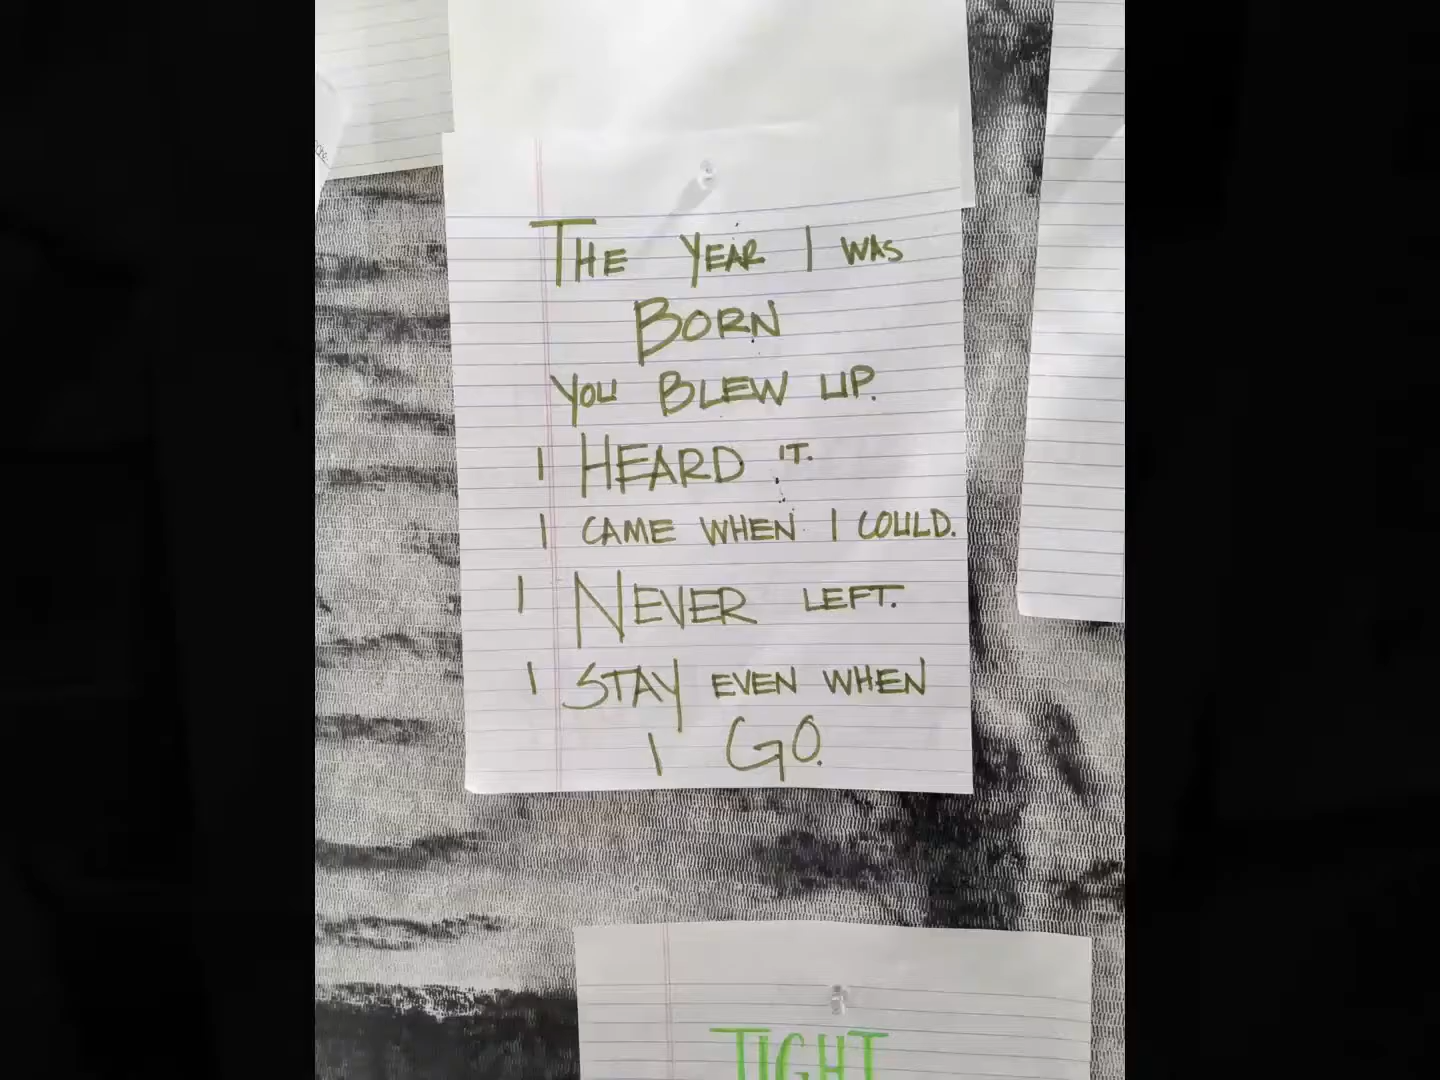 THE YEAR I WAS
BORN
YOU BLEW UP.
I HEARD IT.
I CAME WHEN I COULD.
I NEVER LEFT.
I STAY EVEN WHEN
I GO.
TIGHT